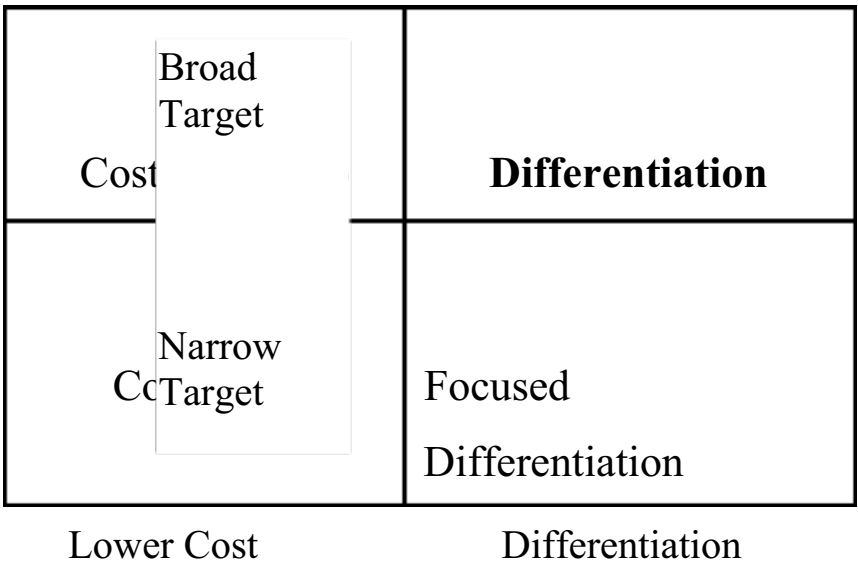 Broad
Target
Cost
Differentiation
Narrow
Target
Focused
Differentiation
Lower Cost
Differentiation